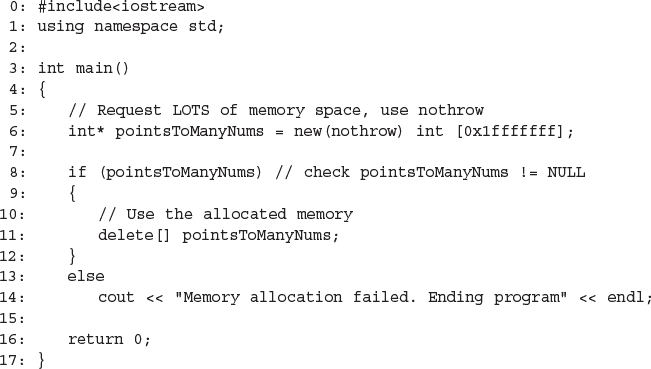 0: #include<iostream>
1: using namespace std;
2:
3: int main()
4: {
5:    // Request LOTS of memory space, use nothrow
6:    int* pointsToManyNums = new(nothrow) int [0x1fffffff];
7:
8:    if (pointsToManyNums) // check pointsToManyNums != NULL
9:    {
10:       // Use the allocated memory
11:       delete[] pointsToManyNums;
12:    }
13:    else
14:       cout << "Memory allocation failed. Ending program" << endl;
15:
16:    return 0;
17: }